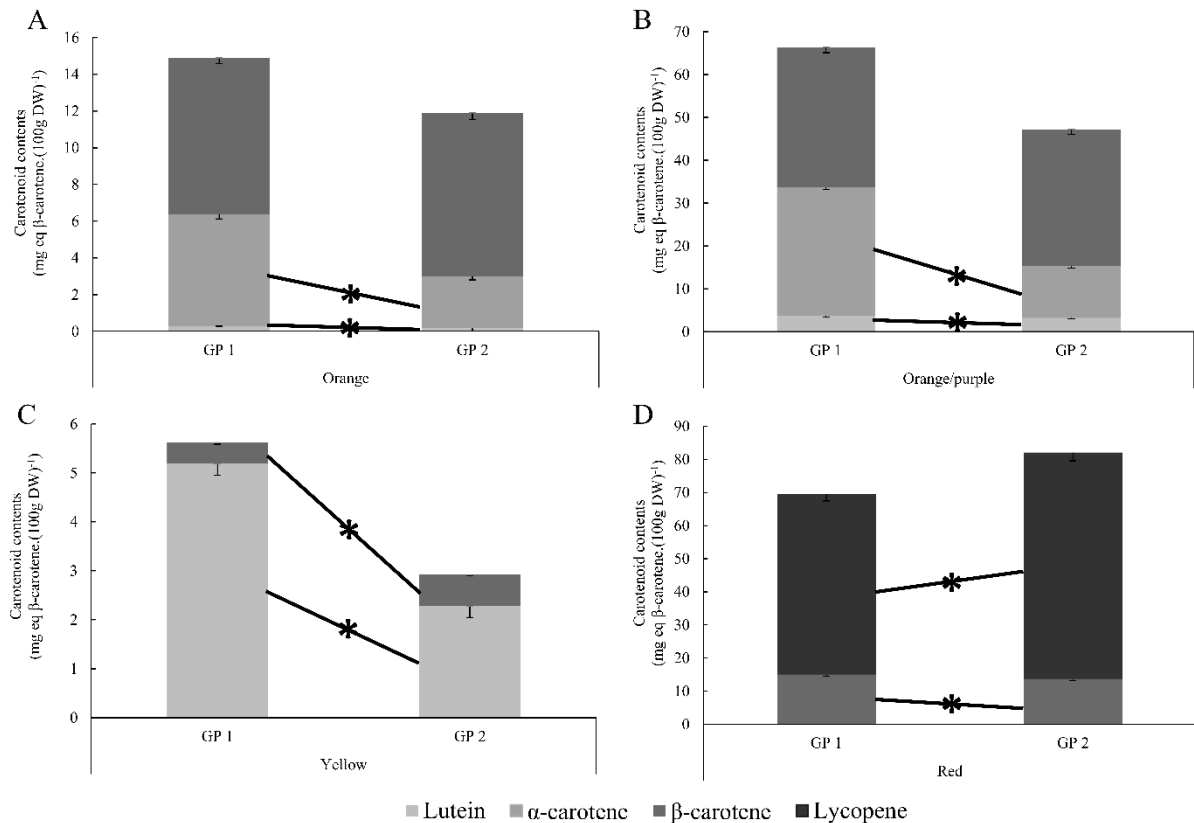 A
Carotenoid contents
(mg eq β-carotene.(100g DW)⁻¹
16
14
12
10
8
6
4
2
0
GP 1
GP 2
Orange
B
Carotenoid contents
(mg eq β-carotene.(100g DW)⁻¹
70
60
50
40
30
20
10
0
GP 1
GP 2
Orange/purple
C
Carotenoid contents
(mg eq β-carotene.(100g DW)⁻¹
6
5
4
3
2
1
0
GP 1
GP 2
Yellow
D
Carotenoid contents
(mg eq β-carotene.(100g DW)⁻¹
90
80
70
60
50
40
30
20
10
0
GP 1
GP 2
Red
Lutein α-carotene β-carotene Lycopene